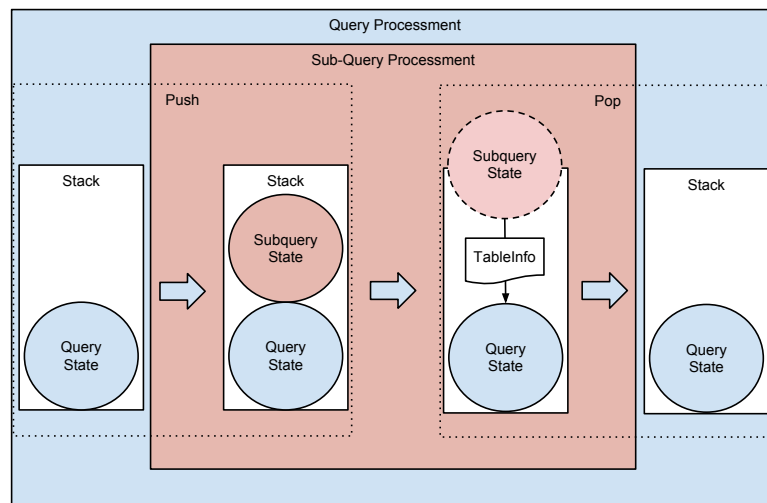 Query Processment
Sub-Query Processment
Push
Pop
Stack
Query
State
Stack
Subquery
State
Query
State
Subquery
State
TableInfo
Query
State
Stack
Query
State